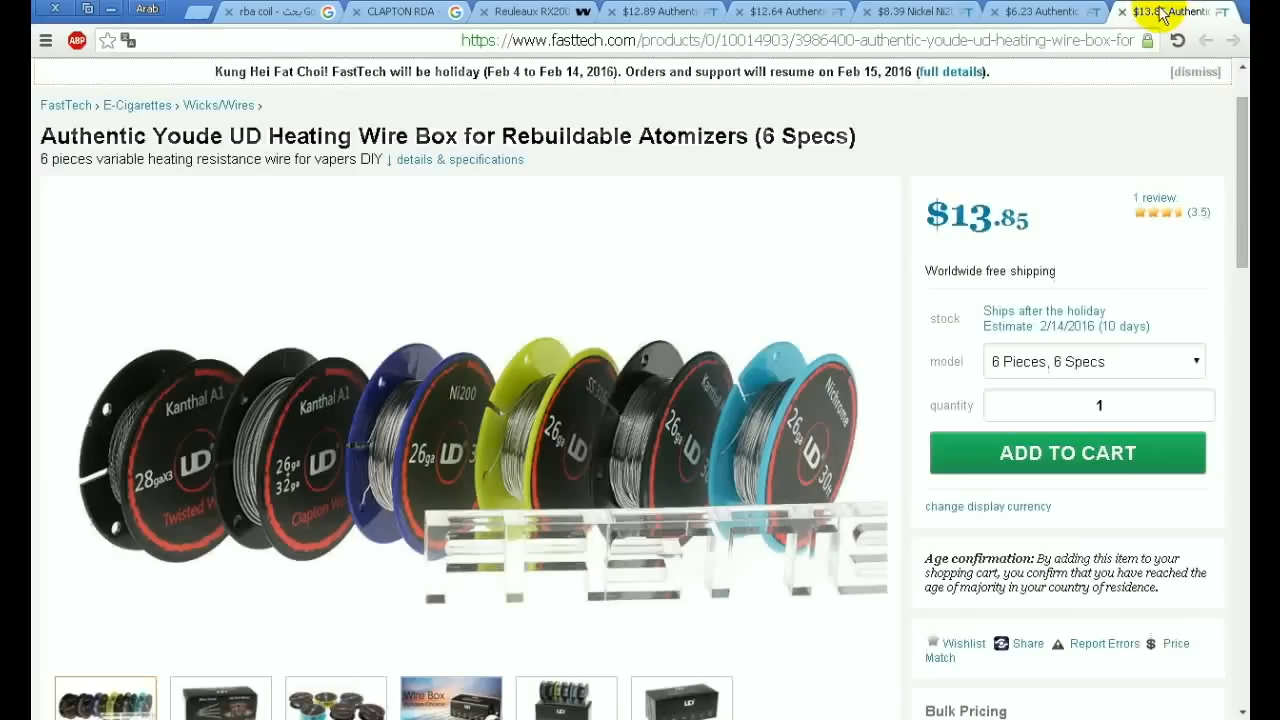 Arab
rba coil - بحث Go
CLAPTON RDA -
Reuleaux RX200
$12.89 Authenti
$12.64 Authenti
$8.39 Nickel Ni20
$6.23 Authentic
Authentic
ABP
https://www.fasttech.com/products/0/10014903/3986400-authentic-youde-ud-heating-wire-box-for
Kung Hei Fat Choi! FastTech will be holiday (Feb 4 to Feb 14, 2016). Orders and support will resume on Feb 15, 2016 (full details).
[dismiss]
FastTech › E-Cigarettes › Wicks/Wires ›
Authentic Youde UD Heating Wire Box for Rebuildable Atomizers (6 Specs)
6 pieces variable heating resistance wire for vapers DIY ↓ details & specifications
$13.85
1 review
(3.5)
Worldwide free shipping
stock
Ships after the holiday
Estimate 2/14/2016 (10 days)
model
6 Pieces, 6 Specs
quantity
1
ADD TO CART
change display currency
Age confirmation: By adding this item to your
shopping cart, you confirm that you have reached the
age of majority in your country of residence.
Wishlist Share Report Errors $ Price
Match
Bulk Pricing
Kanthal A1
28gaX3 UD
Twisted
Kanthal A1
26ga
32ga
UD
Clapton
Ni200
26ga UD
26ga UD
26ga UD
Nichrome
26ga UD 30ft
Wire Box
UD